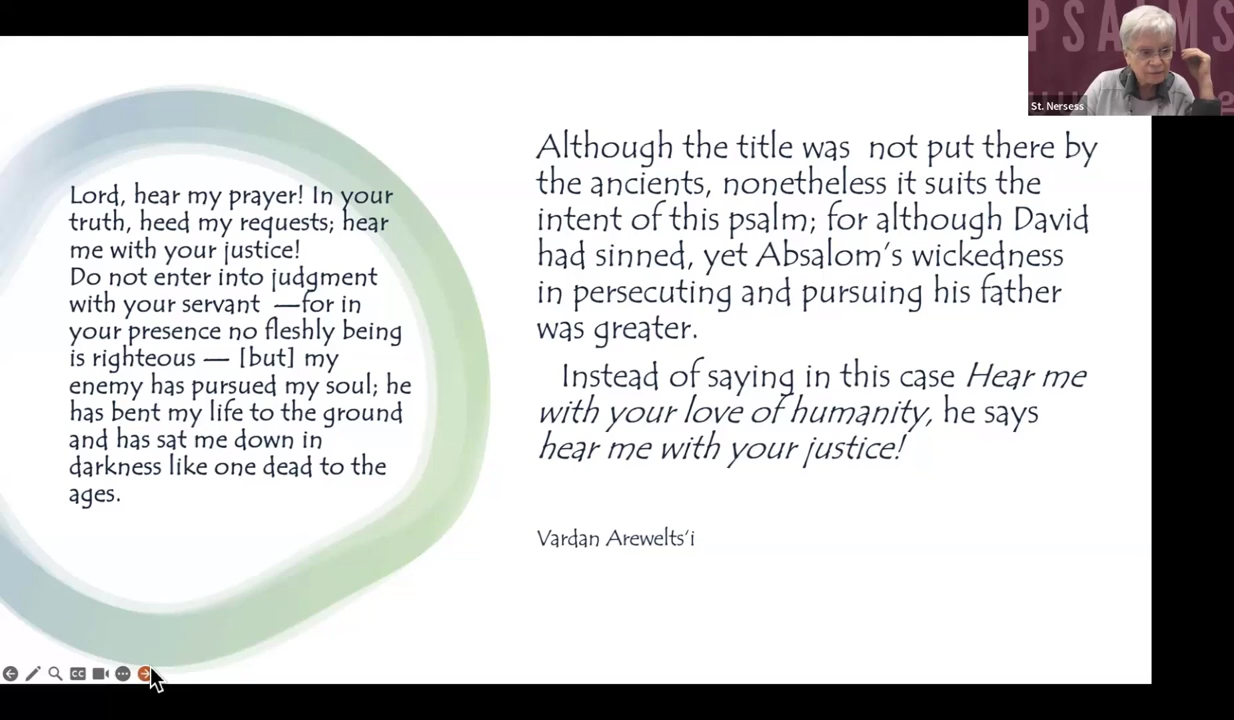 PSALMS
St. Nersess
Lord, hear my prayer! In your
truth, heed my requests; hear
me with your justice!
Do not enter into judgment
with your servant —for in
your presence no fleshly being
is righteous — [but] my
enemy has pursued my soul; he
has bent my life to the ground
and has sat me down in
darkness like one dead to the
ages.
Although the title was not put there by
the ancients, nonetheless it suits the
intent of this psalm; for although David
had sinned, yet Absalom's wickedness
in persecuting and pursuing his father
was greater.
Instead of saying in this case Hear me
with your love of humanity, he says
hear me with your justice!
Vardan Arewelts'i
CC